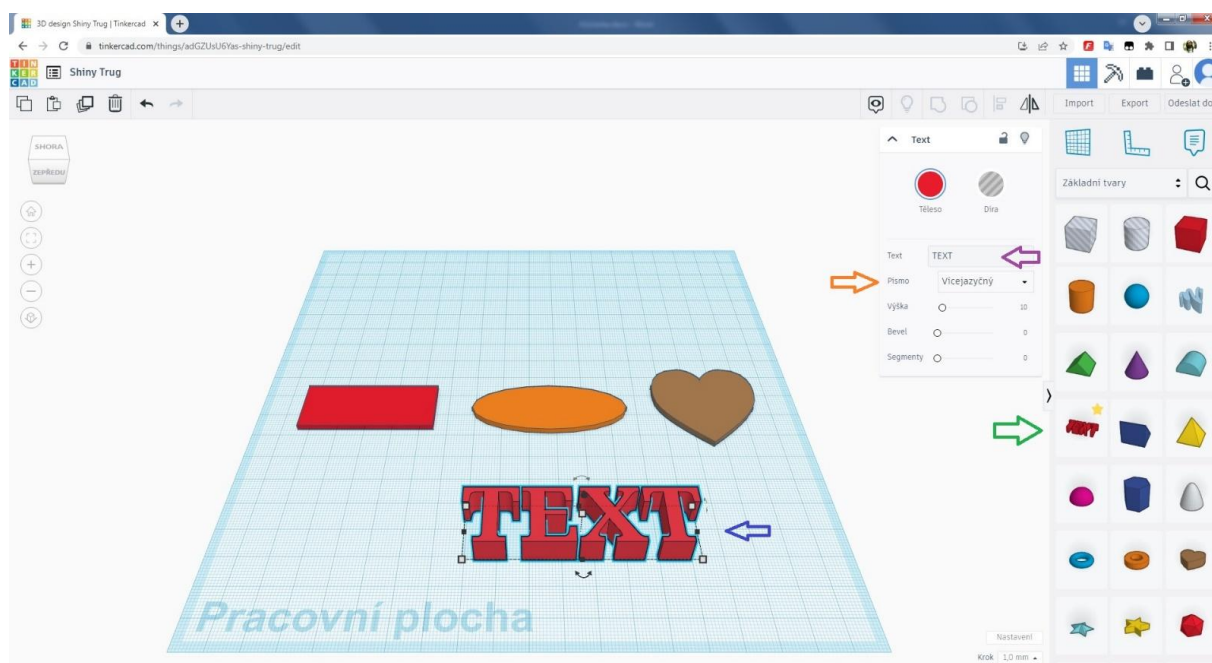 3D design Shiny Trug | Tinkercad
tinkercad.com/things/adGZUsU6Yas-shiny-trug/edit
TIN
KER
CAD
Shiny Trug
Import
Export
Odeslat do
SHORA
ZEPŘEDU
Text
Těleso
Díra
Základní tvary
Text
TEXT
Písmo
Vícejazyčný
Výška
10
Bevel
0
Segmenty
0
TEXT
TEXT
Pracovní plocha
Nastavení
Krok 1,0 mm